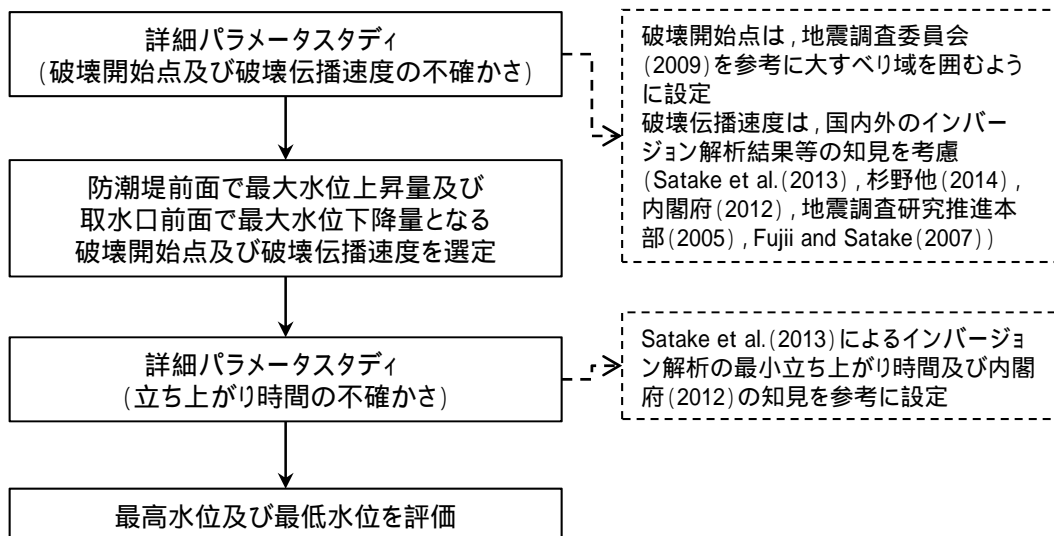 詳細パラメータスタディ
(破壊開始点及び破壊伝播速度の不確かさ)
破壊開始点は,地震調査委員会
(2009)を参考に大すべり域を囲むよう
に設定
破壊伝播速度は,国内外のインバー
ジョン解析結果等の知見を考慮
(Satake et al.(2013),杉野他(2014),
内閣府(2012),地震調査研究推進本
部(2005),Fujii and Satake(2007))
防潮堤前面で最大水位上昇量及び
取水口前面で最大水位下降量となる
破壊開始点及び破壊伝播速度を選定
詳細パラメータスタディ
(立ち上がり時間の不確かさ)
Satake et al.(2013)によるインバージョ
ン解析の最小立ち上がり時間及び内閣
府(2012)の知見を参考に設定
最高水位及び最低水位を評価